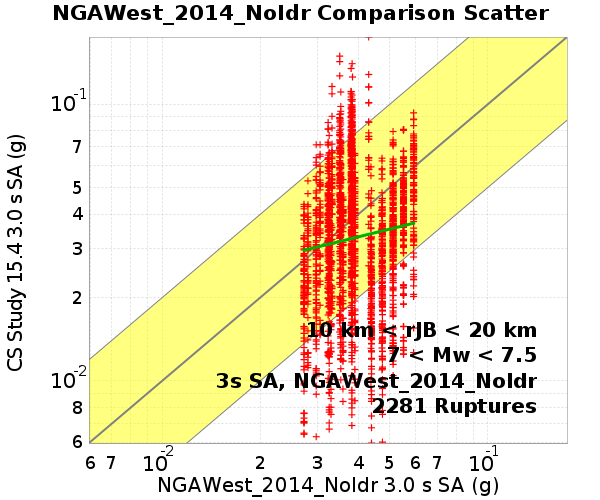 NGAWest_2014_NoIdr Comparison Scatter
CS Study 15.4 3.0 s SA (g)
10-1
7
5
4
3
2
10-2
8
6
10 km < rJB < 20 km
7 < Mw < 7.5
3s SA, NGAWest_2014_NoIdr
2281 Ruptures
6 7 10-2 2 3 4 5 6 7 10-1
NGAWest_2014_NoIdr 3.0 s SA (g)